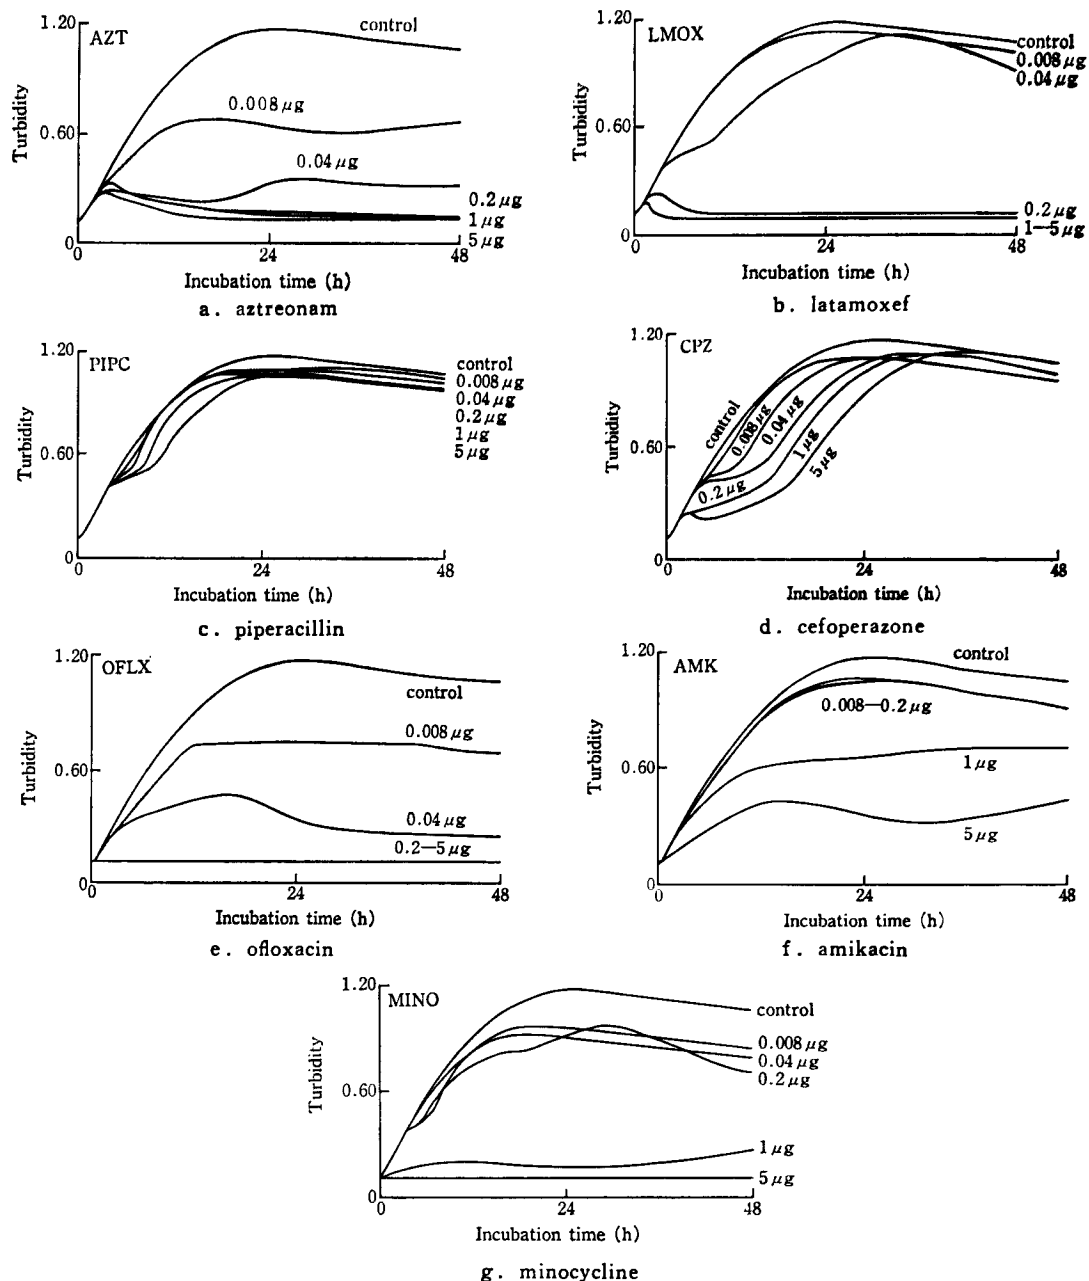 1.20
AZT
control
0.008 μg
0.60
Turbidity
0.04 μg
0.2 μg
1 μg
5 μg
0
0
24
48
Incubation time (h)
a. aztreonam
1.20
LMOX
control
0.008 μg
0.04 μg
0.60
Turbidity
0.2 μg
1—5 μg
0
0
24
48
Incubation time (h)
b. latamoxef
1.20
PIPC
control
0.008 μg
0.04 μg
0.2 μg
1 μg
5 μg
0.60
Turbidity
0
0
24
48
Incubation time (h)
c. piperacillin
1.20
CPZ
control
0.008 μg
0.04 μg
0.2 μg
1 μg
5 μg
0.60
Turbidity
0
0
24
48
Incubation time (h)
d. cefoperazone
1.20
OFLX
control
0.008 μg
0.60
Turbidity
0.04 μg
0.2—5 μg
0
0
24
48
Incubation time (h)
e. ofloxacin
1.20
AMK
control
0.008—0.2 μg
0.60
Turbidity
1 μg
5 μg
0
0
24
48
Incubation time (h)
f. amikacin
1.20
MINO
control
0.008 μg
0.04 μg
0.2 μg
0.60
Turbidity
1 μg
5 μg
0
0
24
48
Incubation time (h)
g. minocycline